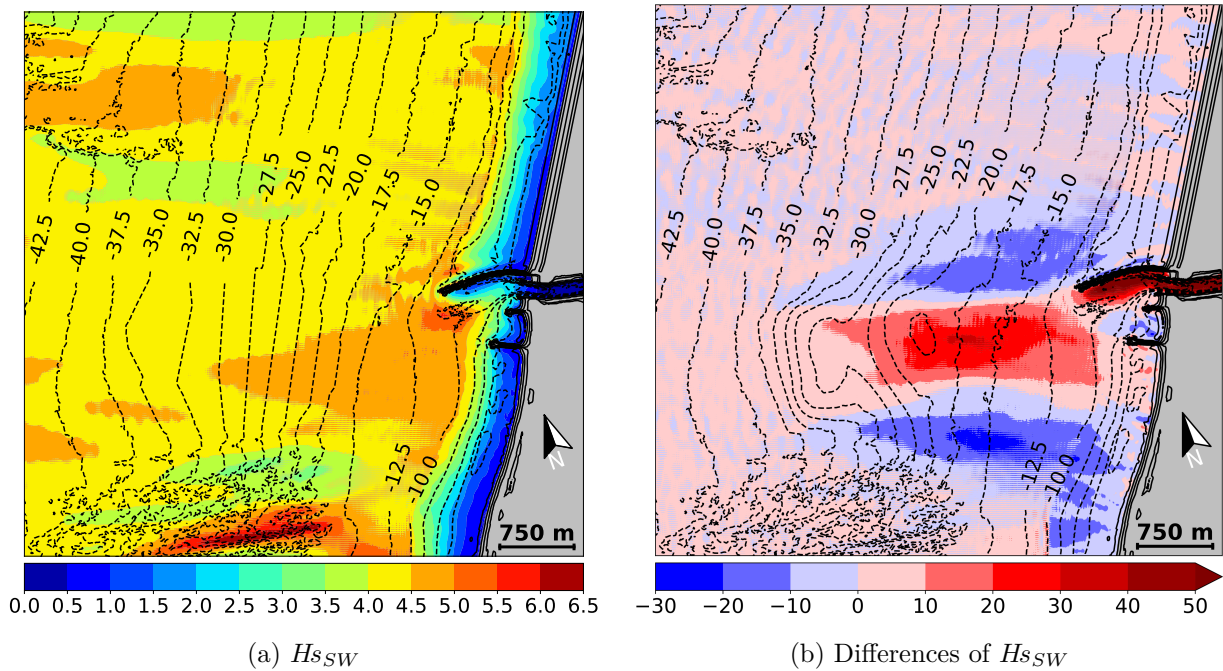 -42.5 -40.0 -37.5 -35.0 -32.5 -30.0 -27.5 -25.0 -22.5 -20.0 -17.5 -15.0
-12.5 -10.0
N
750 m
0.0 0.5 1.0 1.5 2.0 2.5 3.0 3.5 4.0 4.5 5.0 5.5 6.0 6.5
(a) HsSW
-42.5 -40.0 -37.5 -35.0 -32.5 -30.0 -27.5 -25.0 -22.5 -20.0 -17.5 -15.0
-12.5 -10.0
N
750 m
−30 −20 −10 0 10 20 30 40 50
(b) Differences of HsSW